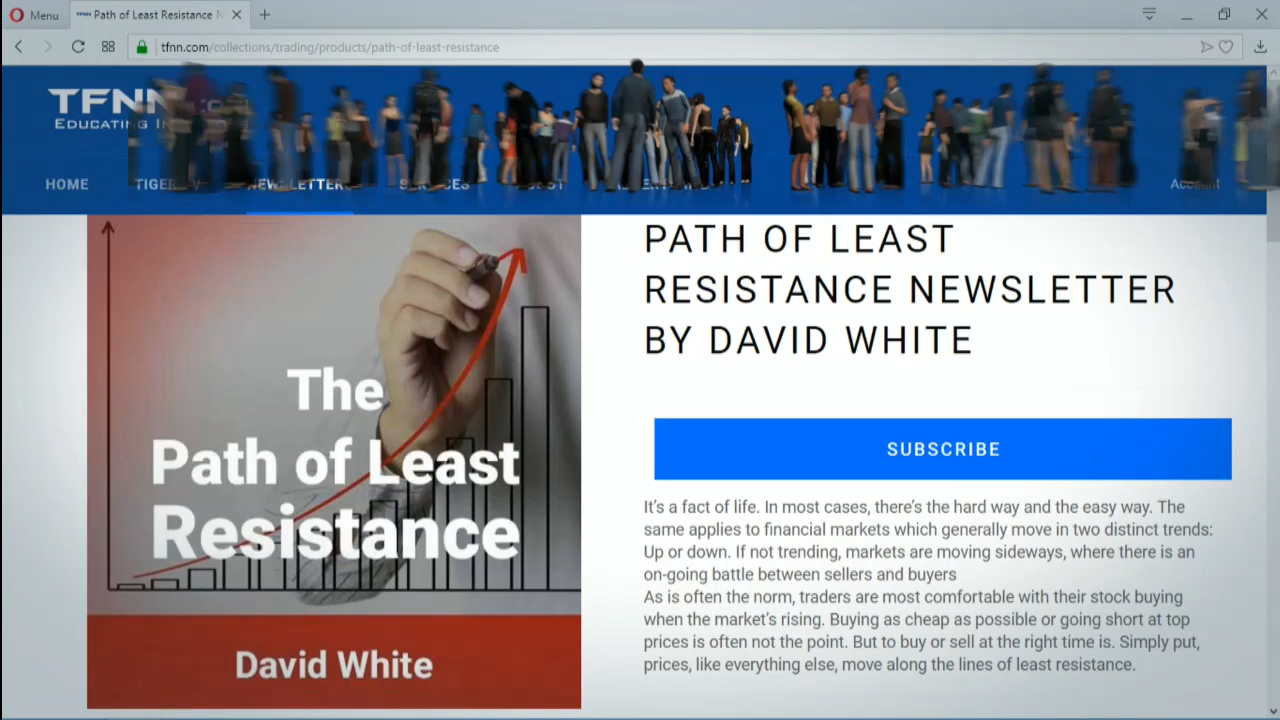 Menu
Path of Least Resistance N
tfnn.com/collections/trading/products/path-of-least-resistance
TFNN
EDUCATING
HOME
Account
PATH OF LEAST
RESISTANCE NEWSLETTER
BY DAVID WHITE
The
Path of Least
Resistance
David White
SUBSCRIBE
It's a fact of life. In most cases, there's the hard way and the easy way. The
same applies to financial markets which generally move in two distinct trends:
Up or down. If not trending, markets are moving sideways, where there is an
on-going battle between sellers and buyers
As is often the norm, traders are most comfortable with their stock buying
when the market's rising. Buying as cheap as possible or going short at top
prices is often not the point. But to buy or sell at the right time is. Simply put,
prices, like everything else, move along the lines of least resistance.